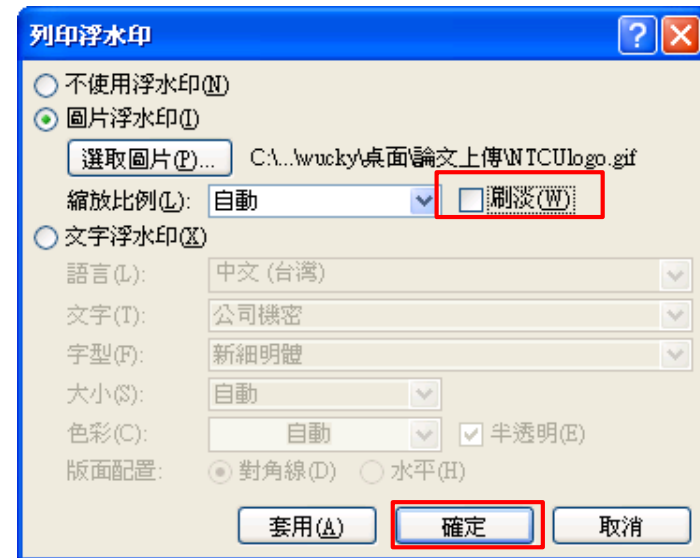 列印浮水印
不使用浮水印(N)
圖片浮水印(I)
選取圖片(P)... C:\...\wucky\桌面\論文上傳\NTCUlogo.gif
縮放比例(L): 自動 刷淡(W)
文字浮水印(X)
語言(L): 中文 (台灣)
文字(T): 公司機密
字型(F): 新細明體
大小(S): 自動
色彩(C): 自動 半透明(E)
版面配置: 對角線(D) 水平(H)
套用(A) 確定 取消